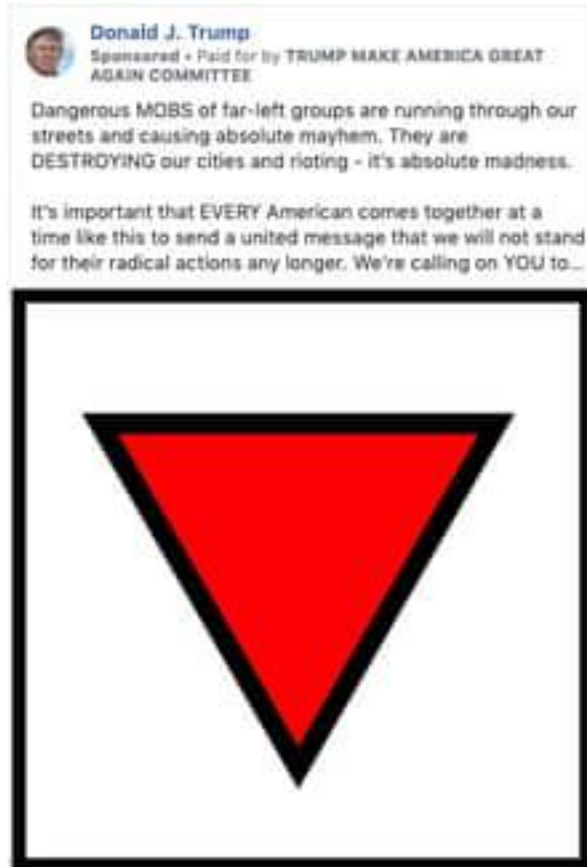 Donald J. Trump
Sponsored • Paid for by TRUMP MAKE AMERICA GREAT
AGAIN COMMITTEE
Dangerous MOBS of far-left groups are running through our
streets and causing absolute mayhem. They are
DESTROYING our cities and rioting - it's absolute madness.
It's important that EVERY American comes together at a
time like this to send a united message that we will not stand
for their radical actions any longer. We're calling on YOU to...